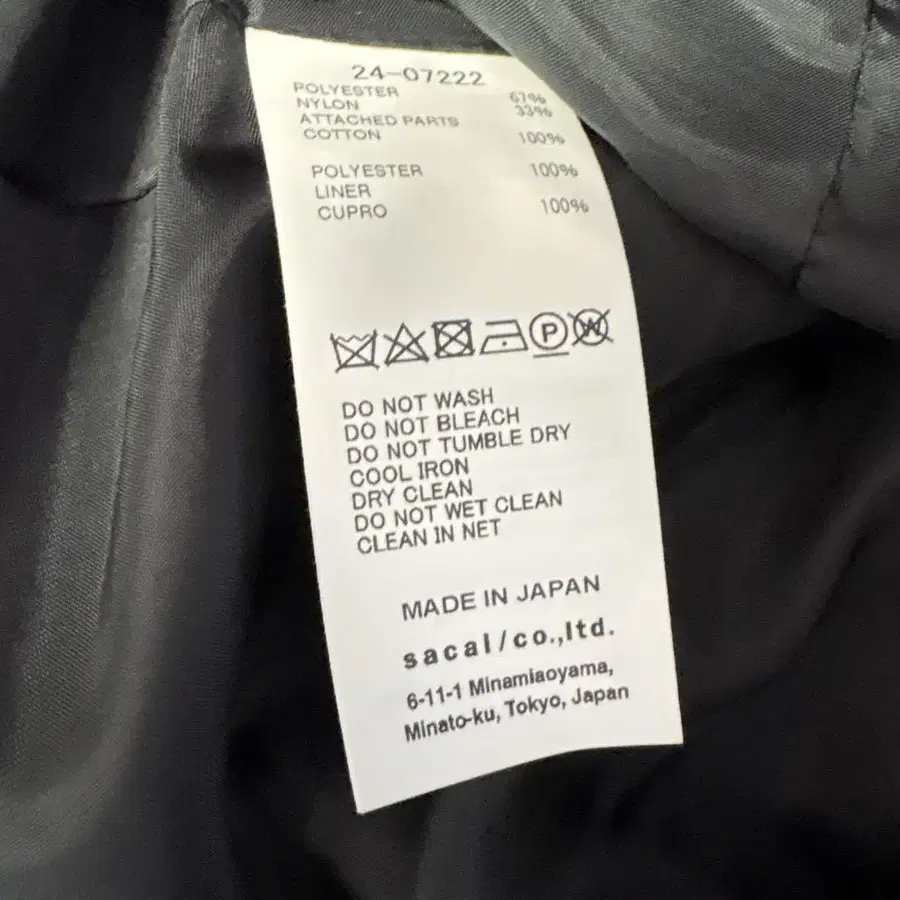 24-07222
POLYESTER 67%
NYLON 33%
ATTACHED PARTS
COTTON 100%
POLYESTER 100%
LINER
CUPRO 100%
P W
DO NOT WASH
DO NOT BLEACH
DO NOT TUMBLE DRY
COOL IRON
DRY CLEAN
DO NOT WET CLEAN
CLEAN IN NET
MADE IN JAPAN
sacai/co.,ltd.
6-11-1 Minamiaoyama,
Minato-ku, Tokyo, Japan